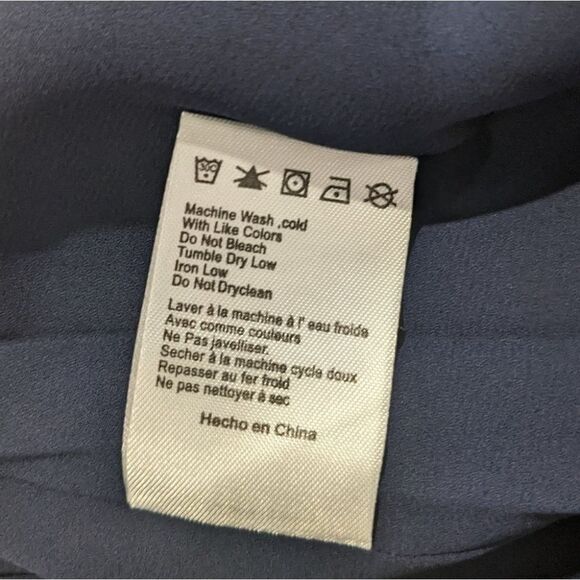 30C
Machine Wash ,cold
With Like Colors
Do Not Bleach
Tumble Dry Low
Iron Low
Do Not Dryclean
Laver à la machine à l' eau froide
Avec comme couleurs
Ne Pas javelliser.
Secher à la machine cycle doux
Repasser au fer froid
Ne pas nettoyer à sec
Hecho en China